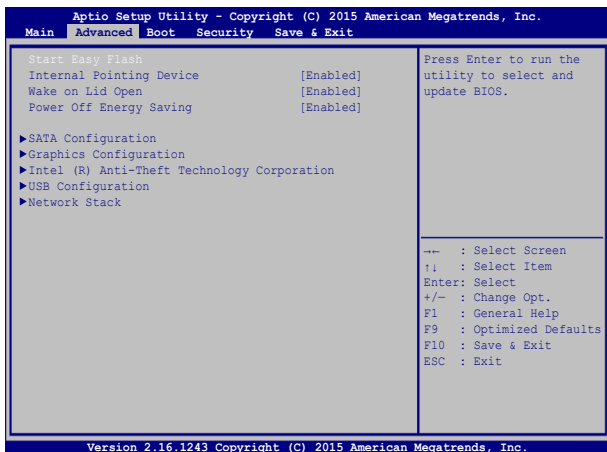 Aptio Setup Utility - Copyright (C) 2015 American Megatrends, Inc.
Main Advanced Boot Security Save & Exit
Start Easy Flash
Internal Pointing Device [Enabled]
Wake on Lid Open [Enabled]
Power Off Energy Saving [Enabled]
▶SATA Configuration
▶Graphics Configuration
▶Intel (R) Anti-Theft Technology Corporation
▶USB Configuration
▶Network Stack
Press Enter to run the
utility to select and
update BIOS.
→← : Select Screen
↑↓ : Select Item
Enter: Select
+/— : Change Opt.
F1 : General Help
F9 : Optimized Defaults
F10 : Save & Exit
ESC : Exit
Version 2.16.1243 Copyright (C) 2015 American Megatrends, Inc.